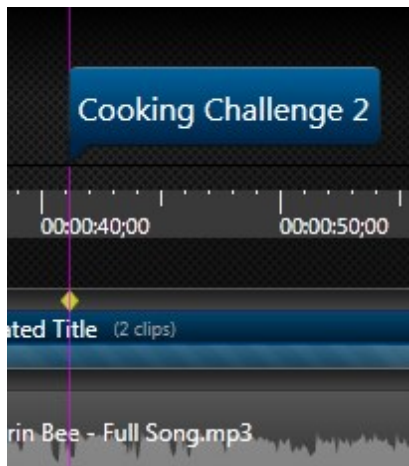 Cooking Challenge 2
00:00:40;00 00:00:50;00
ated Title (2 clips)
rin Bee - Full Song.mp3